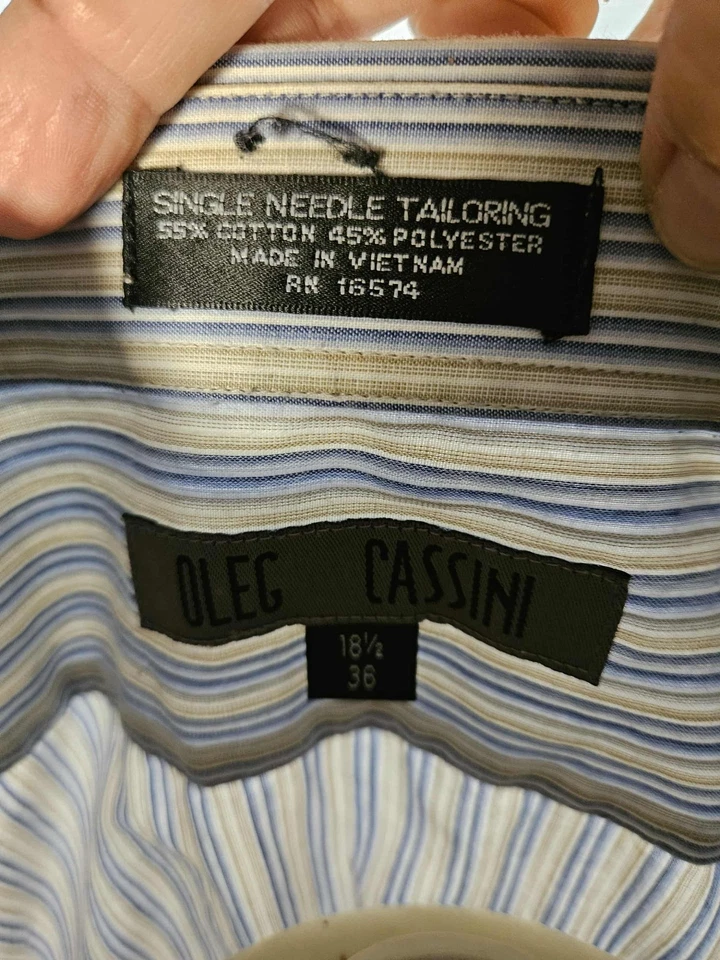 SINGLE NEEDLE TAILORING
55% COTTON 45% POLYESTER
MADE IN VIETNAM
RN 16574
OLEG CASSINI
18½
36